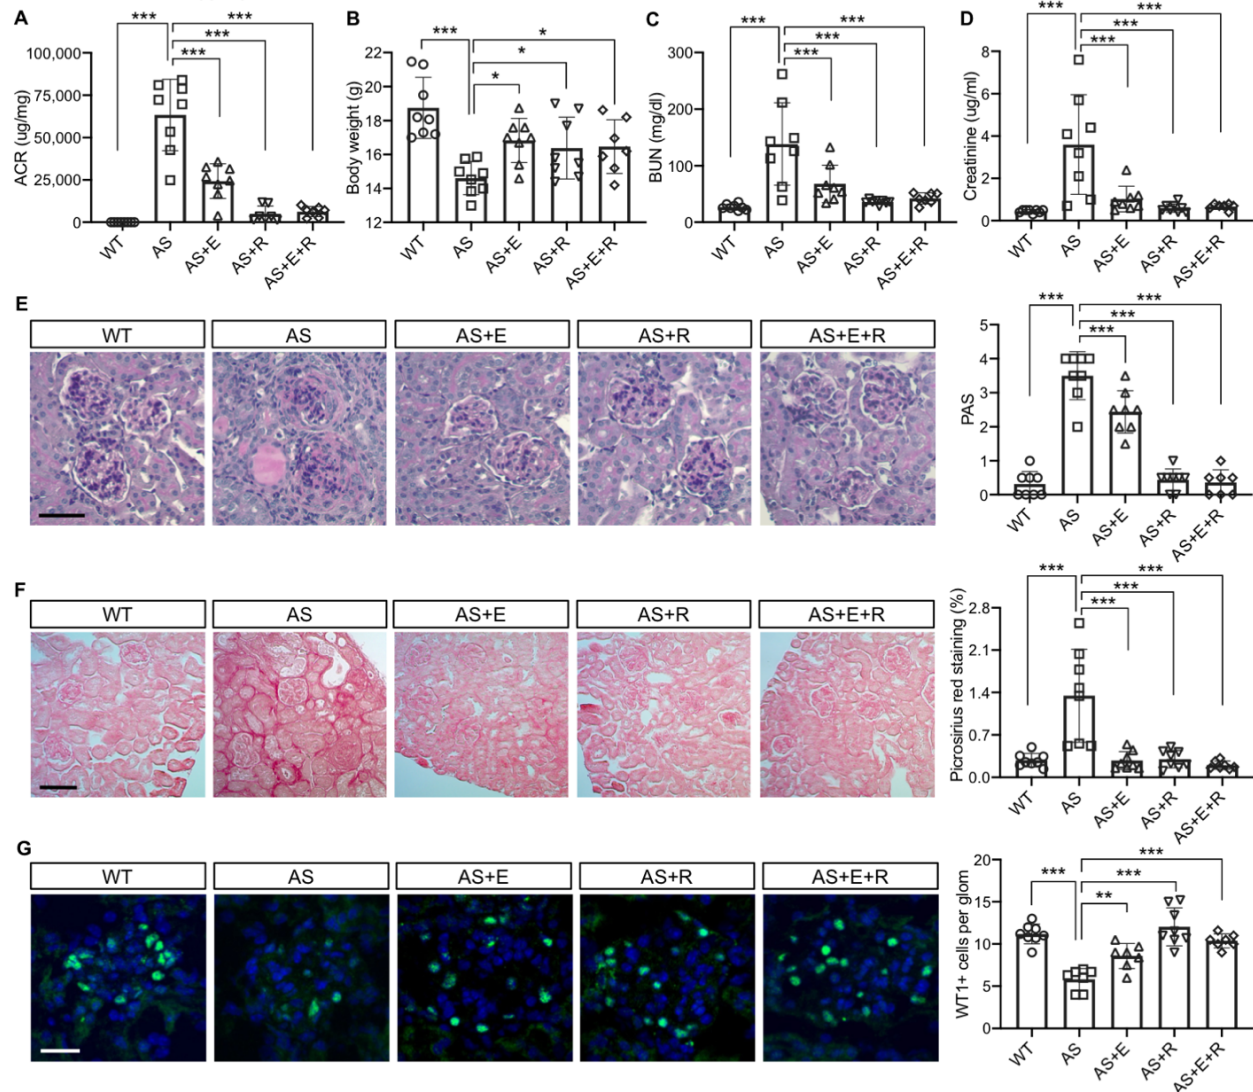 A
ACR (ug/mg)
100,000
75,000
50,000
25,000
0
***
***
***
WT
AS
AS+E
AS+R
AS+E+R
B
Body weight (g)
22
20
18
16
14
12
***
*
*
*
WT
AS
AS+E
AS+R
AS+E+R
C
BUN (mg/dl)
300
200
100
0
***
***
***
***
WT
AS
AS+E
AS+R
AS+E+R
D
Creatinine (ug/ml)
8
6
4
2
0
***
***
***
***
WT
AS
AS+E
AS+R
AS+E+R
E
WT
AS
AS+E
AS+R
AS+E+R
PAS
5
4
3
2
1
0
***
***
***
***
WT
AS
AS+E
AS+R
AS+E+R
F
WT
AS
AS+E
AS+R
AS+E+R
Picrosirius red staining (%)
2.8
2.1
1.4
0.7
0.0
***
***
***
***
WT
AS
AS+E
AS+R
AS+E+R
G
WT
AS
AS+E
AS+R
AS+E+R
WT1+ cells per glom
20
15
10
5
0
***
***
***
**
WT
AS
AS+E
AS+R
AS+E+R